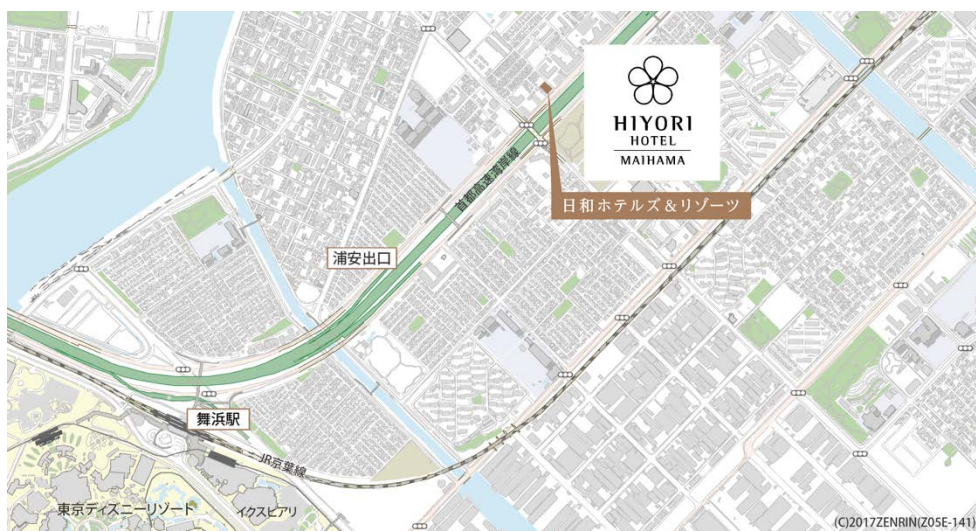 HIYORI
HOTEL
MAIHAMA
首都高速湾岸線
日和ホテルズ&リゾーツ
浦安出口
舞浜駅
JR京葉線
東京ディズニーリゾート
イクスピアリ
(C)2017ZENRIN(Z05E-141